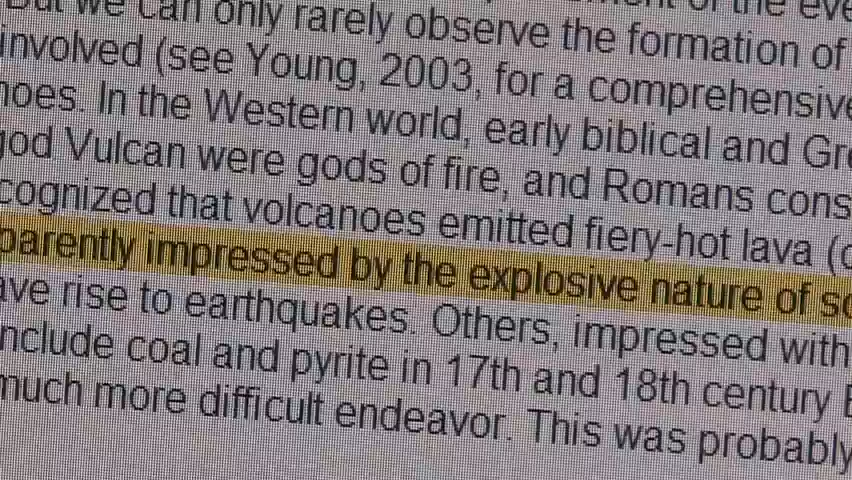 But we can only rarely observe the formation of
involved (see Young, 2003, for a comprehensive
noes. In the Western world, early biblical and Gre
god Vulcan were gods of fire, and Romans cons
cognized that volcanoes emitted fiery-hot lava (
parently impressed by the explosive nature of so
ave rise to earthquakes. Others, impressed with
nclude coal and pyrite in 17th and 18th century
much more difficult endeavor. This was probably